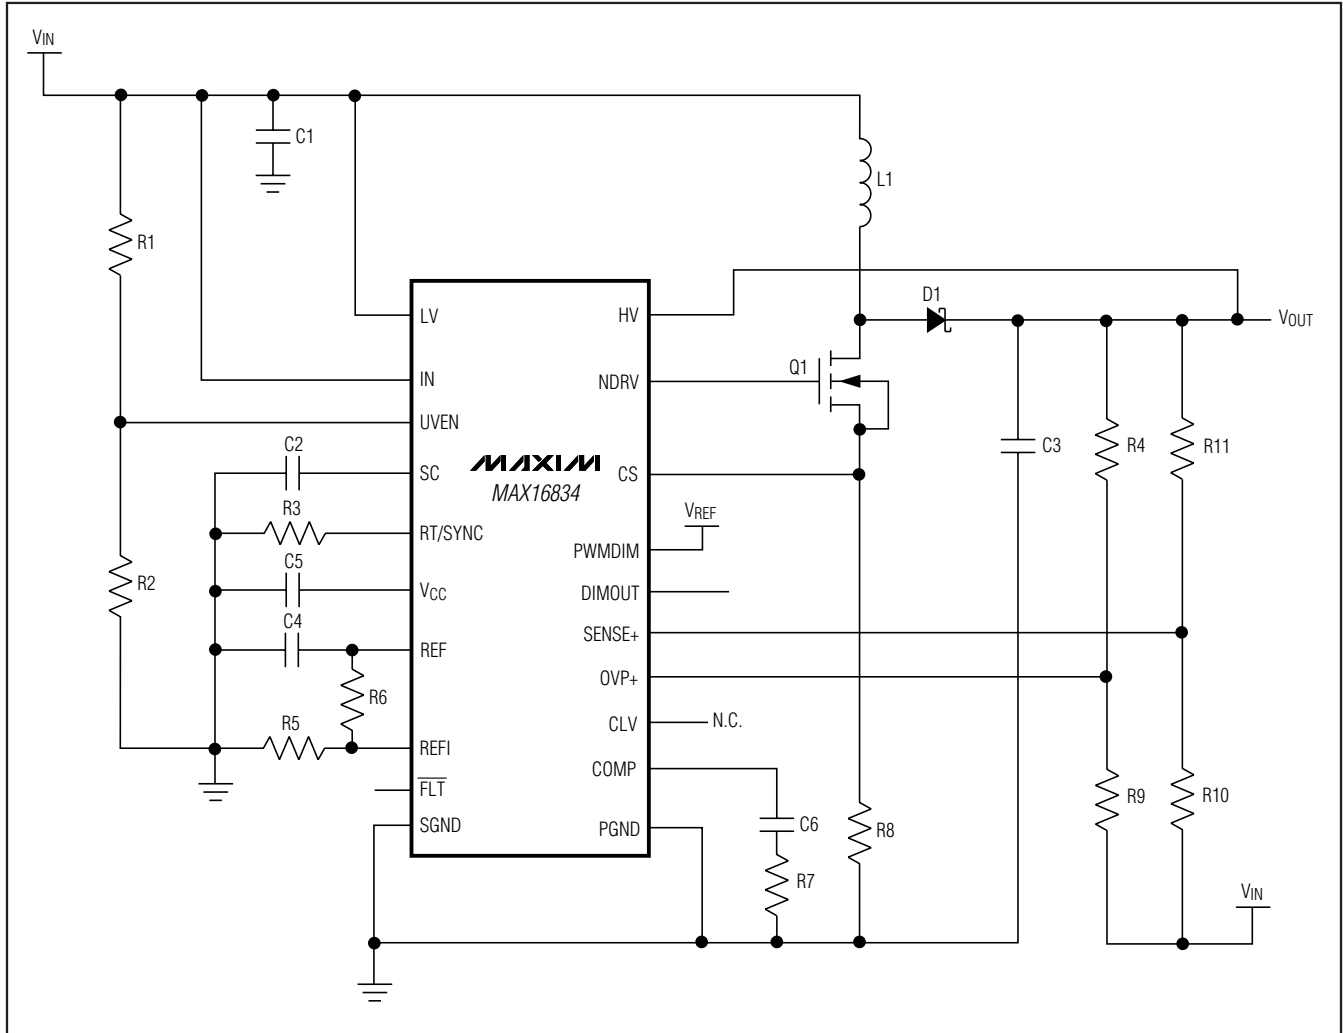 VIN
C1
L1
R1
D1
LV
HV
VOUT
Q1
IN
NDRV
UVEN
C2
C3
R4
R11
SC
MAXIM
CS
MAX16834
R3
VREF
RT/SYNC
PWMDIM
C5
R2
VCC
DIMOUT
C4
SENSE+
REF
OVP+
R6
R5
CLV
N.C.
REFI
COMP
FLT
R9
R10
SGND
PGND
C6
R8
R7
VIN